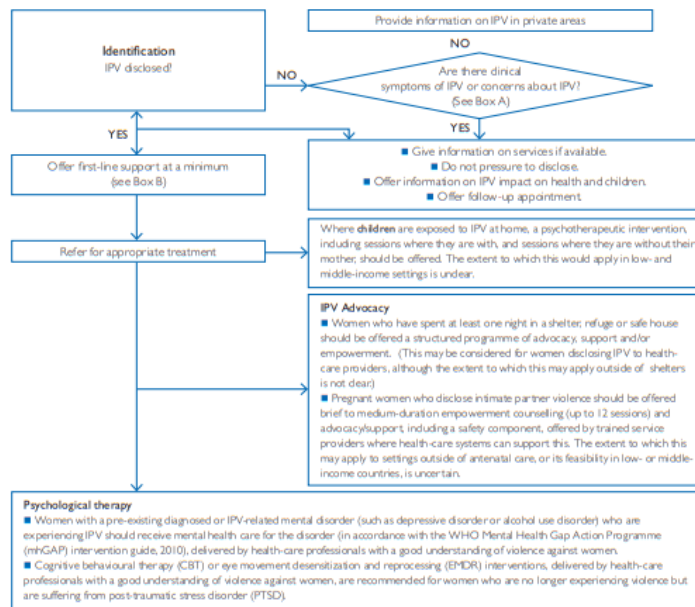 Provide information on IPV in private areas
Identification
IPV disclosed?
NO
NO
Are there clinical
symptoms of IPV or concerns about IPV?
(See Box A)
YES
YES
Offer first-line support at a minimum
(see Box B)
■ Give information on services if available.
■ Do not pressure to disclose.
■ Offer information on IPV impact on health and children.
■ Offer follow-up appointment.
Refer for appropriate treatment
Where children are exposed to IPV at home, a psychotherapeutic intervention,
including sessions where they are with, and sessions where they are without their
mother, should be offered. The extent to which this would apply in low- and
middle-income settings is unclear.
IPV Advocacy
■ Women who have spent at least one night in a shelter, refuge or safe house
should be offered a structured programme of advocacy, support and/or
empowerment. (This may be considered for women disclosing IPV to health-
care providers, although the extent to which this may apply outside of shelters
is not clear.)
■ Pregnant women who disclose intimate partner violence should be offered
brief to medium-duration empowerment counselling (up to 12 sessions) and
advocacy/support, including a safety component, offered by trained service
providers where health-care systems can support this. The extent to which this
may apply to settings outside of antenatal care, or its feasibility in low- or middle-
income countries, is uncertain.
Psychological therapy
■ Women with a pre-existing diagnosed or IPV-related mental disorder (such as depressive disorder or alcohol use disorder) who are
experiencing IPV should receive mental health care for the disorder (in accordance with the WHO Mental Health Gap Action Programme
(mhGAP) intervention guide, 2010), delivered by health-care professionals with a good understanding of violence against women.
■ Cognitive behavioural therapy (CBT) or eye movement desensitization and reprocessing (EMDR) interventions, delivered by health-care
professionals with a good understanding of violence against women, are recommended for women who are no longer experiencing violence but
are suffering from post-traumatic stress disorder (PTSD).